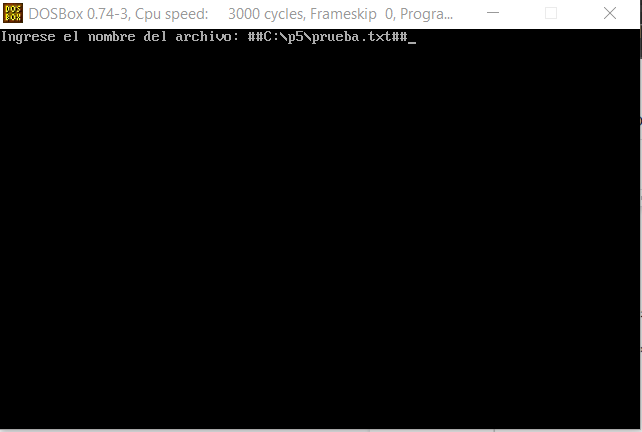 DOS
BOX
DOSBox 0.74-3, Cpu speed: 3000 cycles, Frameskip 0, Progra...
Ingrese el nombre del archivo: ##C:\p5\prueba.txt##_